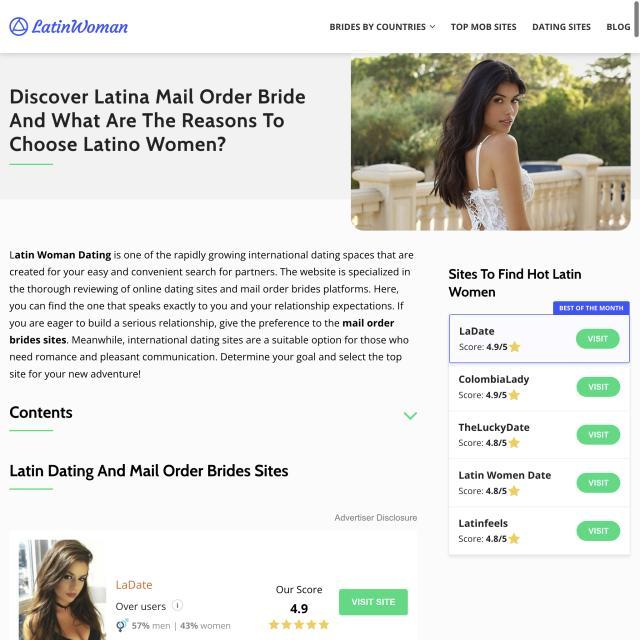 LatinWoman
BRIDES BY COUNTRIES
TOP MOB SITES
DATING SITES
BLOG
Discover Latina Mail Order Bride
And What Are The Reasons To
Choose Latino Women?
Latin Woman Dating is one of the rapidly growing international dating spaces that are
created for your easy and convenient search for partners. The website is specialized in
the thorough reviewing of online dating sites and mail order brides platforms. Here,
you can find the one that speaks exactly to you and your relationship expectations. If
you are eager to build a serious relationship, give the preference to the mail order
brides sites. Meanwhile, international dating sites are a suitable option for those who
need romance and pleasant communication. Determine your goal and select the top
site for your new adventure!
Contents
Latin Dating And Mail Order Brides Sites
Advertiser Disclosure
LaDate
Over users i
57% men | 43% women
Our Score
4.9
VISIT SITE
Sites To Find Hot Latin
Women
BEST OF THE MONTH
LaDate
Score: 4.9/5
VISIT
ColombiaLady
Score: 4.9/5
VISIT
TheLuckyDate
Score: 4.8/5
VISIT
Latin Women Date
Score: 4.8/5
VISIT
Latinfeels
Score: 4.8/5
VISIT